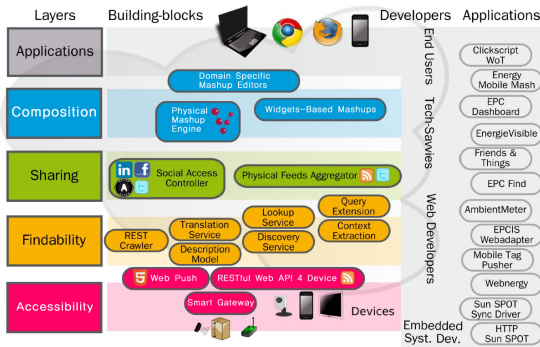 Layers
Building-blocks
Developers
Applications
Applications
Composition
Sharing
Findability
Accessibility
Domain Specific
Mashup Editors
Physical
Mashup
Engine
Widgets-Based Mashups
in f
Social Access
Controller
Physical Feeds Aggregator
REST
Crawler
Translation
Service
Description
Model
Lookup
Service
Discovery
Service
Query
Extension
Context
Extraction
5
Web Push
RESTful Web API 4 Device
Smart Gateway
Devices
End Users
Tech-Savvies
Web Developers
Embedded
Syst. Dev.
Clickscript
WoT
Energy
Mobile Mash
EPC
Dashboard
EnergieVisible
Friends &
Things
EPC Find
AmbientMeter
EPCIS
Webadapter
Mobile Tag
Pusher
Webnergy
Sun SPOT
Sync Driver
HTTP
Sun SPOT